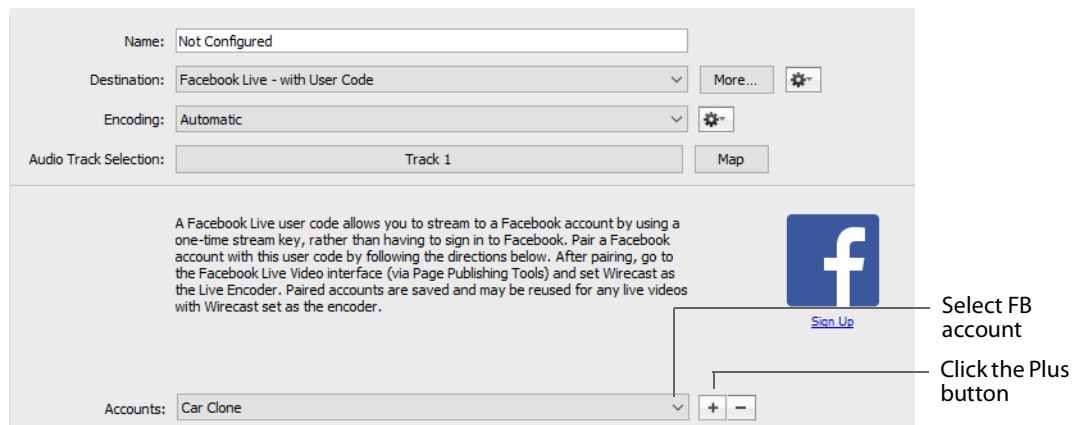 Name: Not Configured
Destination: Facebook Live - with User Code More...
Encoding: Automatic
Audio Track Selection: Track 1 Map
A Facebook Live user code allows you to stream to a Facebook account by using a
one-time stream key, rather than having to sign in to Facebook. Pair a Facebook
account with this user code by following the directions below. After pairing, go to
the Facebook Live Video interface (via Page Publishing Tools) and set Wirecast as
the Live Encoder. Paired accounts are saved and may be reused for any live videos
with Wirecast set as the encoder.
f
Sign Up
Select FB
account
Click the Plus
button
Accounts: Car Clone + -